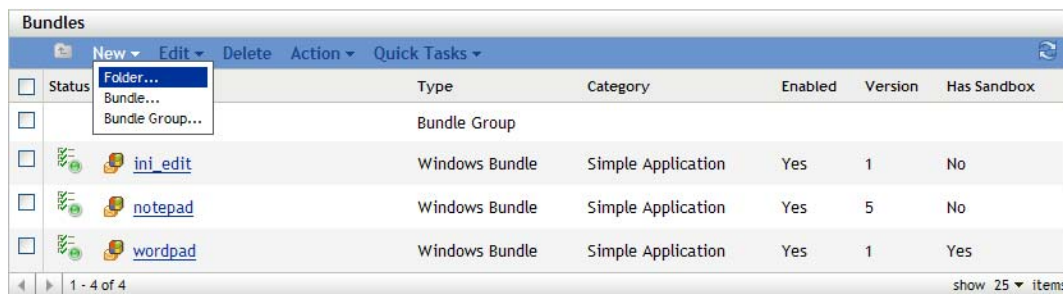 Bundles
New Edit Delete Action Quick Tasks
Status Type Category Enabled Version Has Sandbox
Folder...
Bundle...
Bundle Group...
Bundle Group
ini_edit Windows Bundle Simple Application Yes 1 No
notepad Windows Bundle Simple Application Yes 5 No
wordpad Windows Bundle Simple Application Yes 1 Yes
1 - 4 of 4 show 25 items